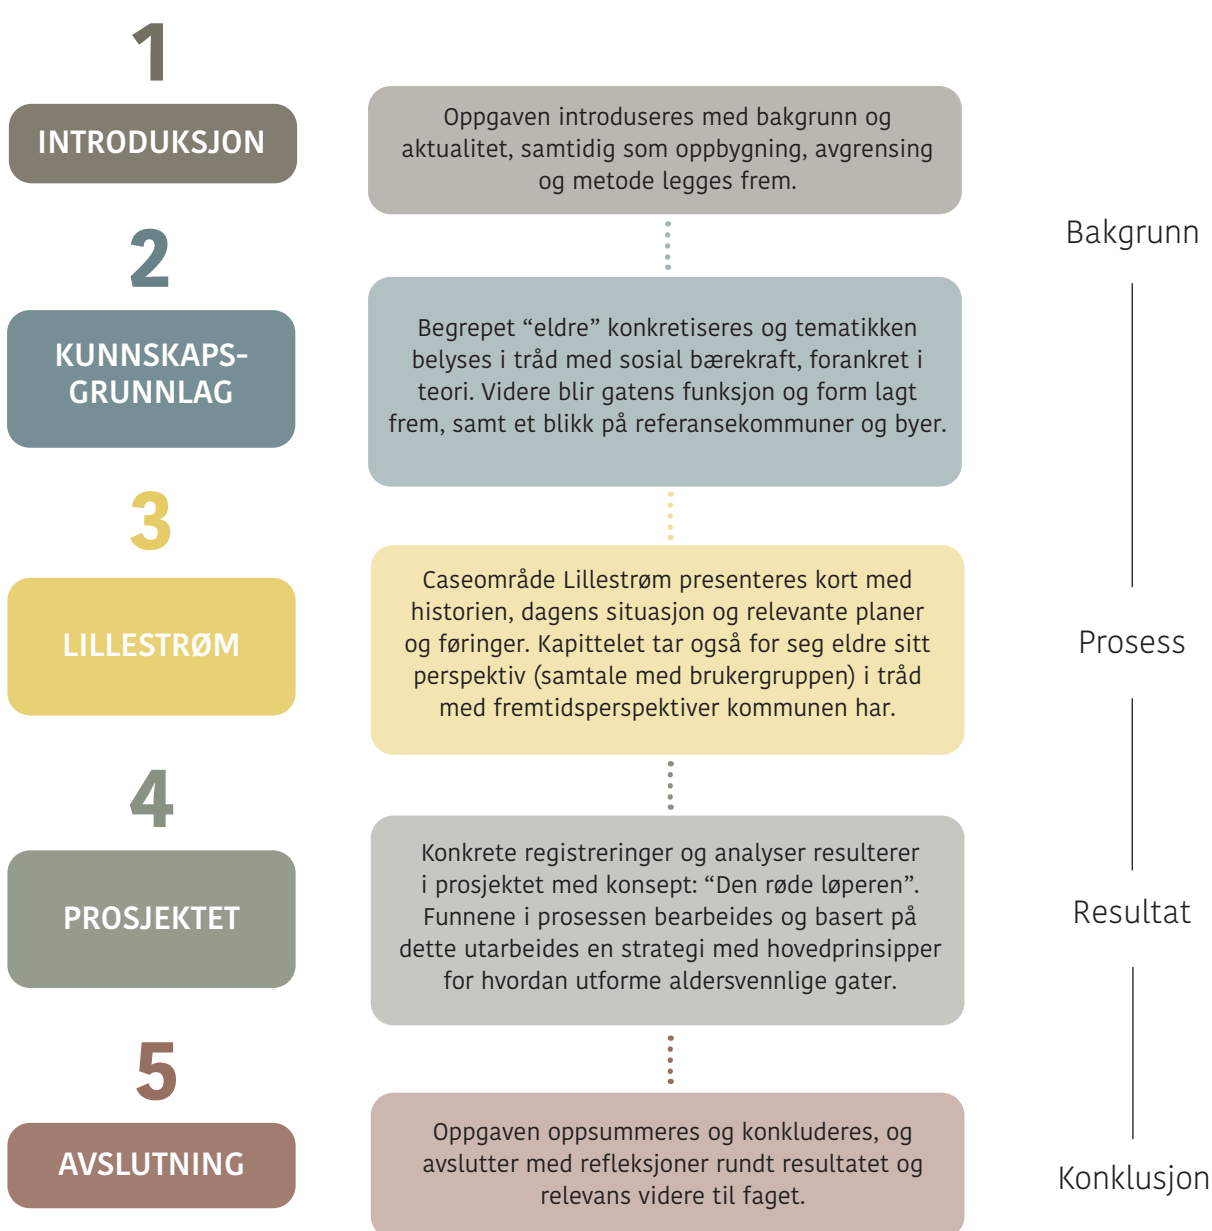 1
INTRODUKSJON
Oppgaven introduseres med bakgrunn og
aktualitet, samtidig som oppbygning, avgrensing
og metode legges frem.
Bakgrunn
2
KUNNSKAPS-
GRUNNLAG
Begrepet “eldre” konkretiseres og tematikken
belyses i tråd med sosial bærekraft, forankret i
teori. Videre blir gatens funksjon og form lagt
frem, samt et blikk på referansekommuner og byer.
3
LILLESTRØM
Caseområde Lillestrøm presenteres kort med
historien, dagens situasjon og relevante planer
og føringer. Kapittelet tar også for seg eldre sitt
perspektiv (samtale med brukergruppen) i tråd
med fremtidsperspektiver kommunen har.
Prosess
4
PROSJEKTET
Konkrete registreringer og analyser resulterer
i prosjektet med konsept: “Den røde løperen”.
Funnene i prosessen bearbeides og basert på
dette utarbeides en strategi med hovedprinsipper
for hvordan utforme aldersvennlige gater.
Resultat
5
AVSLUTNING
Oppgaven oppsummeres og konkluderes, og
avslutter med refleksjoner rundt resultatet og
relevans videre til faget.
Konklusjon